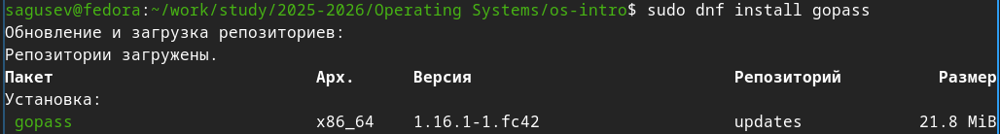 sagusev@fedora:~/work/study/2025-2026/Operating Systems/os-intro$ sudo dnf install gopass
Обновление и загрузка репозиториев:
Репозитории загружены.
Пакет Арх. Версия Репозиторий Размер
Установка:
gopass x86_64 1.16.1-1.fc42 updates 21.8 MiB